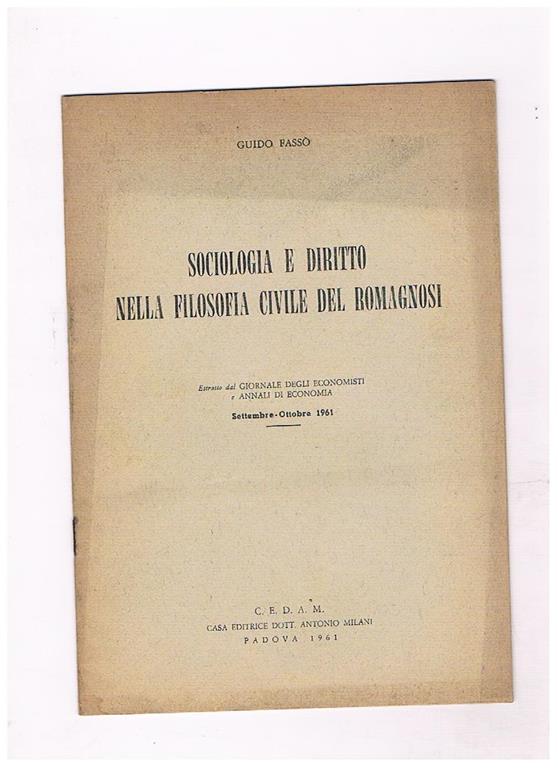 GUIDO FASSÒ
SOCIOLOGIA E DIRITTO
NELLA FILOSOFIA CIVILE DEL ROMAGNOSI
Estratto dal GIORNALE DEGLI ECONOMISTI
e ANNALI DI ECONOMIA
Settembre-Ottobre 1961
C. E. D. A. M.
CASA EDITRICE DOTT. ANTONIO MILANI
PADOVA 1961